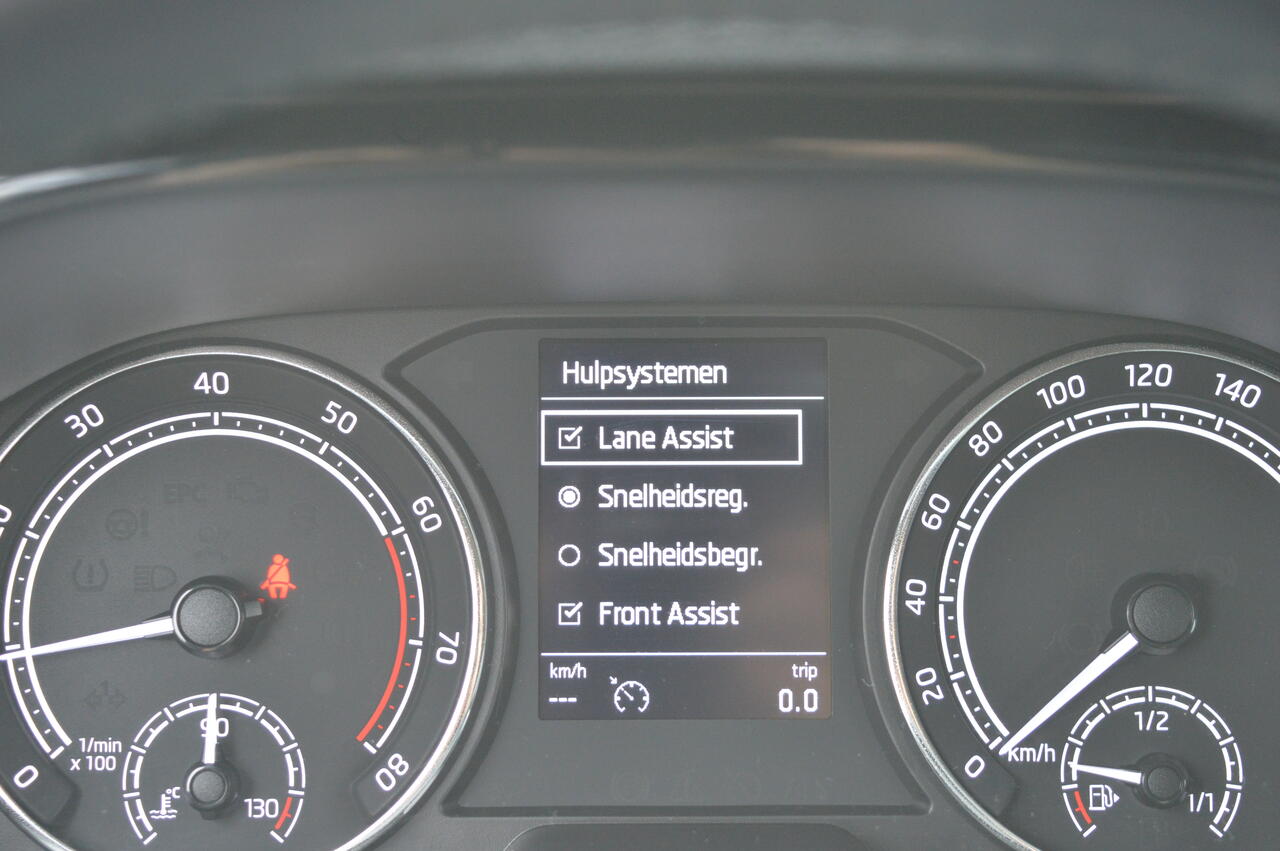 Hulpsystemen
Lane Assist
Snelheidsreg.
Snelheidsbegr.
Front Assist
km/h
trip
---
0.0
0
30
40
50
60
70
80
1/min
x 100
EPC
90
130
°C
0
20
40
60
80
100
120
140
km/h
1/2
1/1